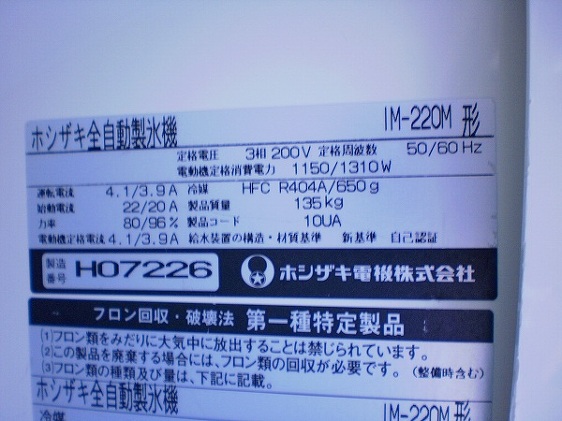 ホシザキ全自動製氷機 IM-220M 形
定格電圧 3相 200V 定格周波数 50/60 Hz
電動機定格消費電力 1150/1310W
運転電流 4.1/3.9 A 冷媒 HFC R404A/650g
始動電流 22/20 A 製品質量 135kg
力率 80/96 % 製品コード 10UA
電動機定格電流 4.1/3.9 A 給水装置の構造・材質基準 新基準 自己認証
製造番号 H07226 ホシザキ電機株式会社
フロン回収・破壊法 第一種特定製品
(1)フロン類をみだりに大気中に放出することは禁じられています。
(2)この製品を廃棄する場合には、フロン類の回収が必要です。(整備時含む)
(3)フロン類の種類及び量は、下記に記載。
ホシザキ全自動製氷機 IM-220M 形
冷媒